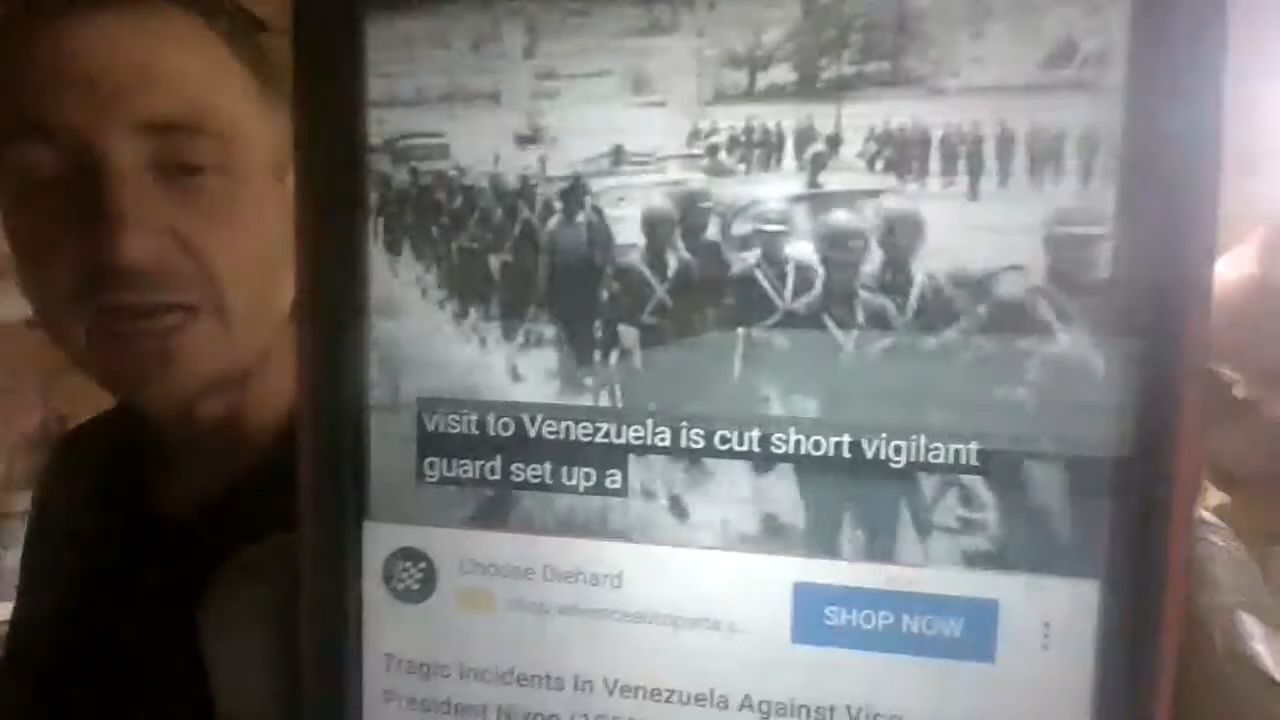 visit to Venezuela is cut short vigilant
guard set up a
Choose Diehard
SHOP NOW
Tragic Incidents In Venezuela Against Vice
President Nixon